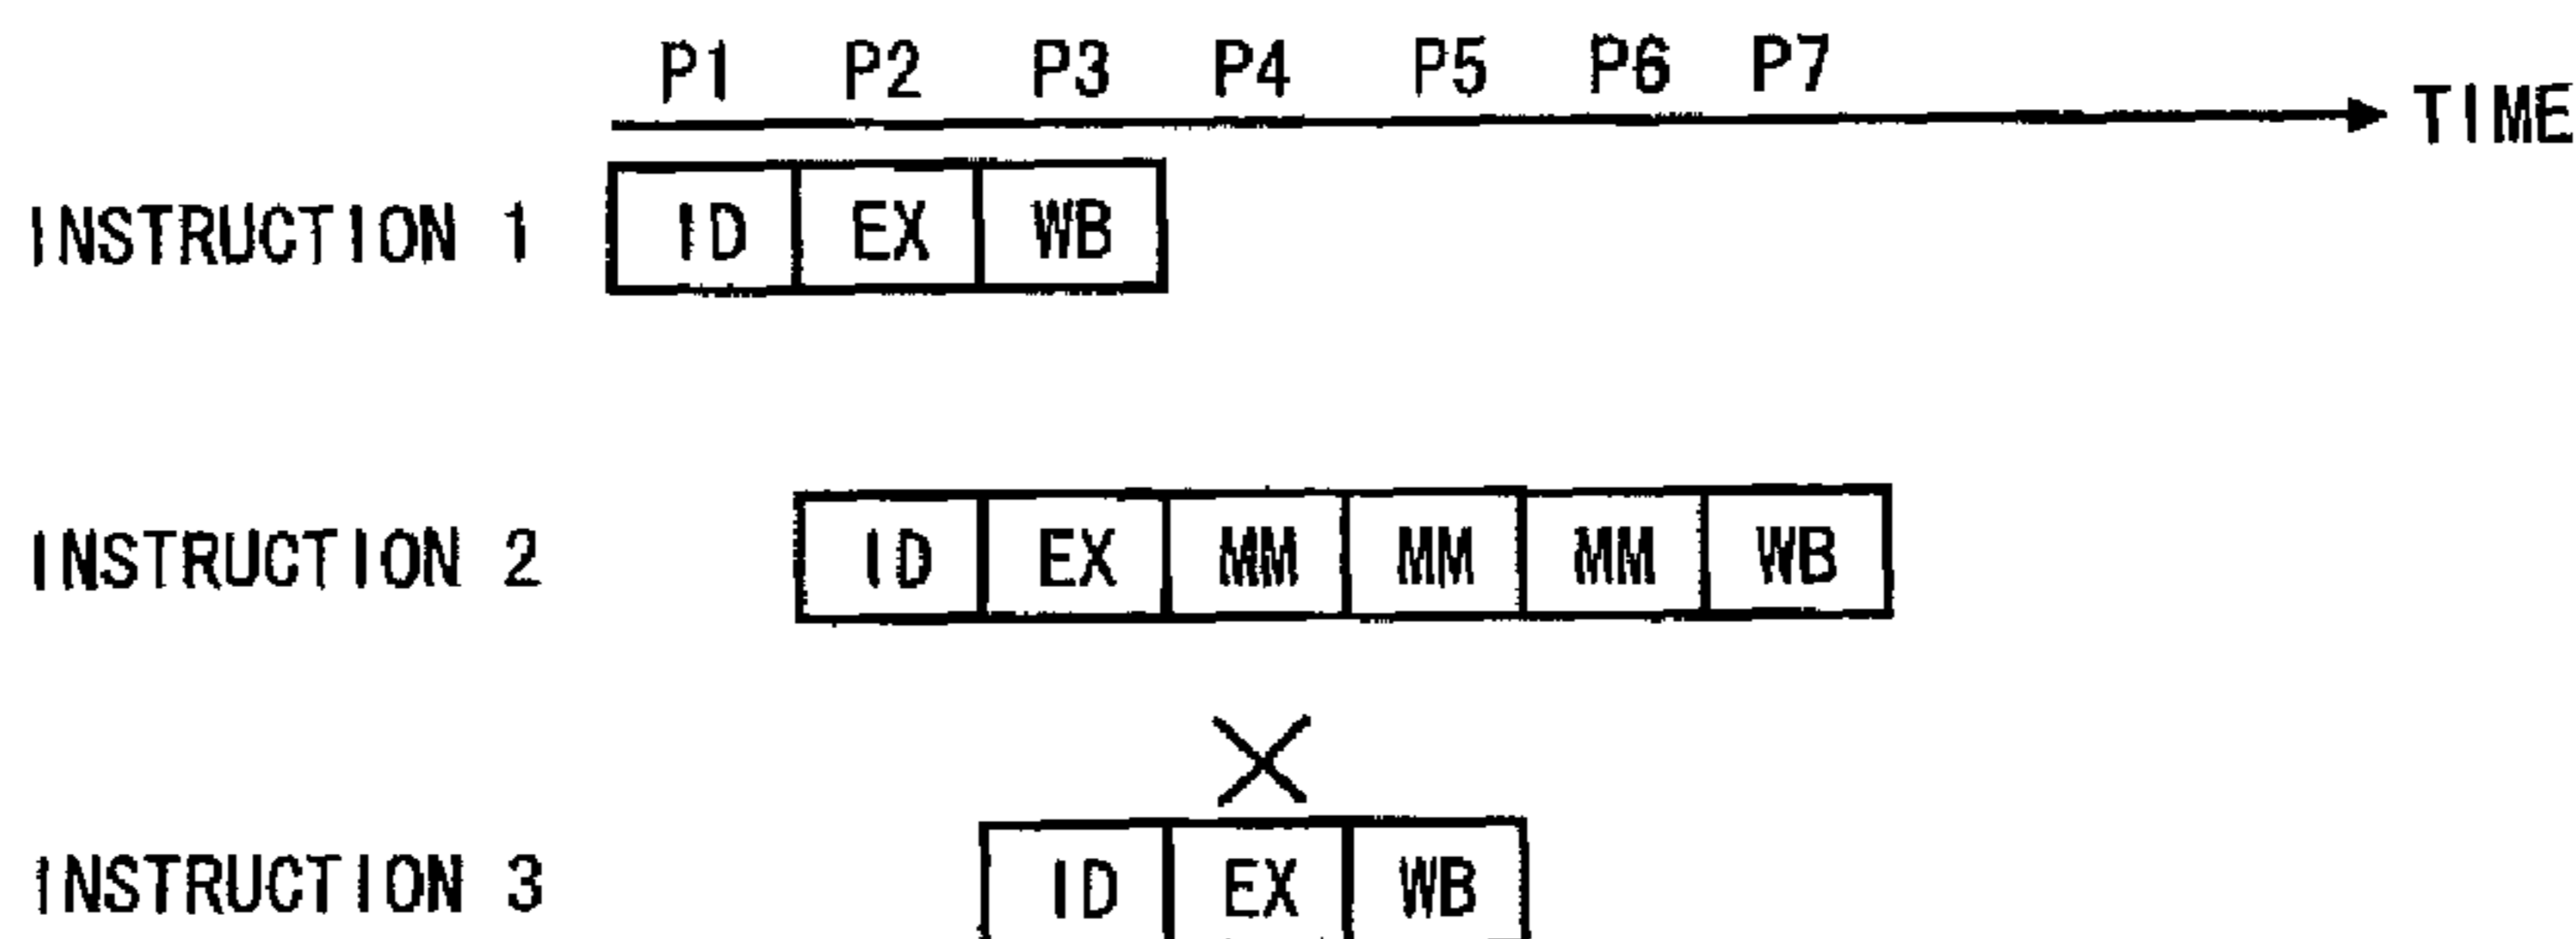 P1 P2 P3 P4 P5 P6 P7
TIME
INSTRUCTION 1 ID EX WB
INSTRUCTION 2 ID EX MM MM MM WB
INSTRUCTION 3 ID EX WB